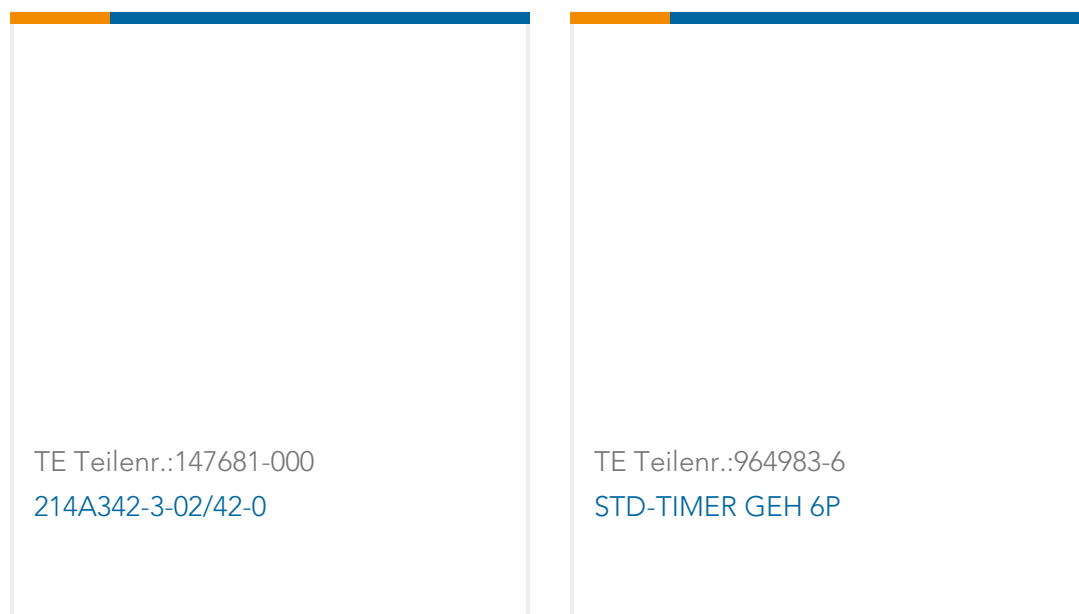 TE Teilenr.:147681-000
214A342-3-02/42-0
TE Teilenr.:964983-6
STD-TIMER GEH 6P